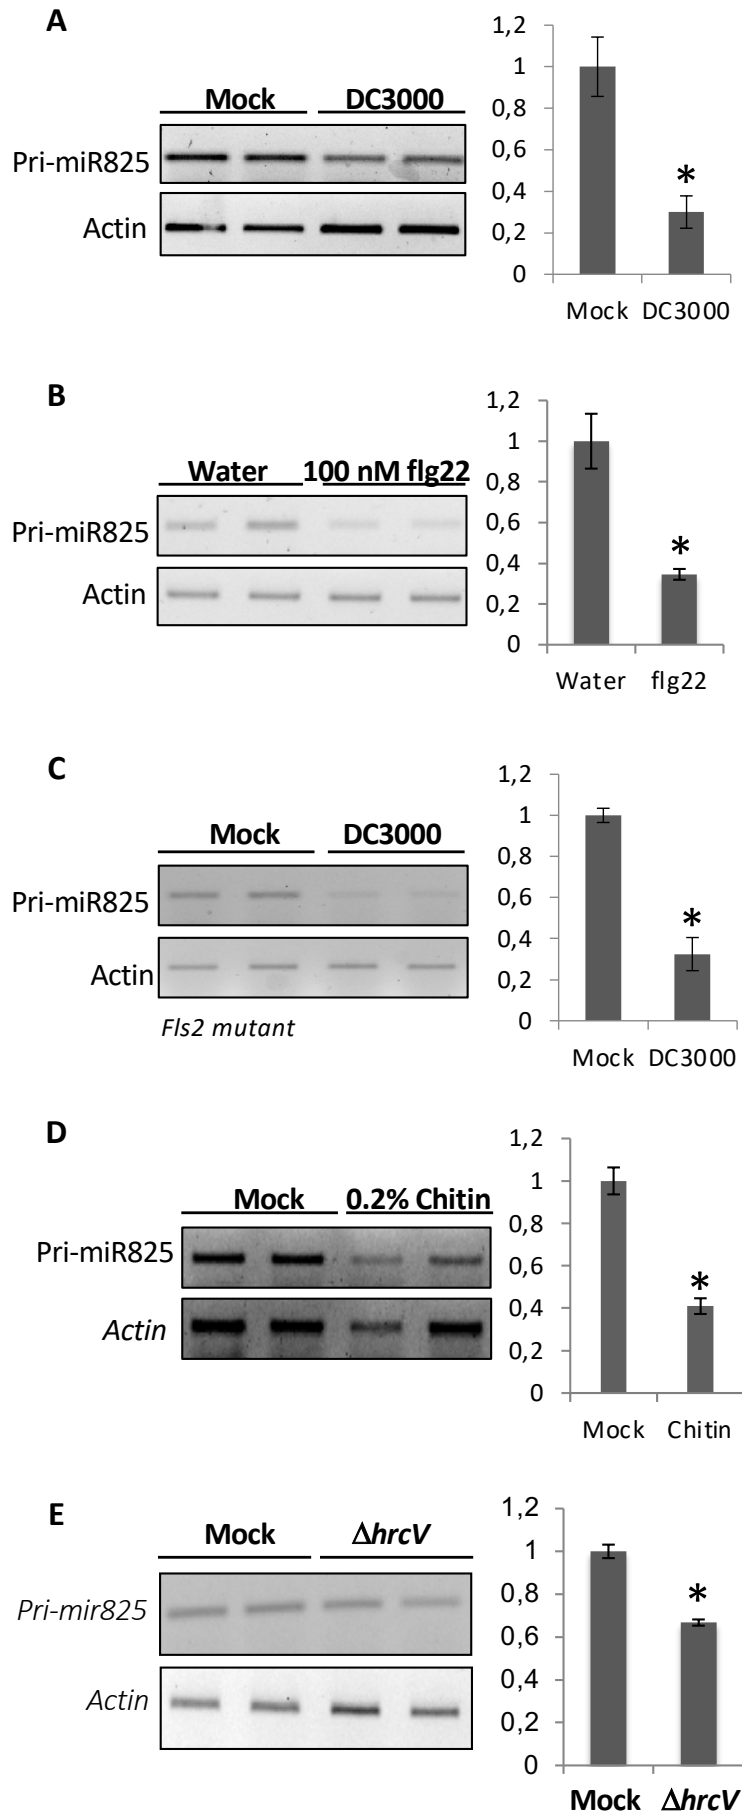 A
Mock DC3000
Pri-miR825
Actin
1,2
1
0,8
0,6
0,4
0,2
0
*
Mock DC3000
B
Water 100 nM flg22
Pri-miR825
Actin
1,2
1
0,8
0,6
0,4
0,2
0
*
Water flg22
C
Mock DC3000
Pri-miR825
Actin
Fls2 mutant
1,2
1
0,8
0,6
0,4
0,2
0
*
Mock DC3000
D
Mock 0.2% Chitin
Pri-miR825
Actin
1,2
1
0,8
0,6
0,4
0,2
0
*
Mock Chitin
E
Mock ΔhrcV
Pri-mir825
Actin
1,2
1
0,8
0,6
0,4
0,2
0
*
Mock ΔhrcV